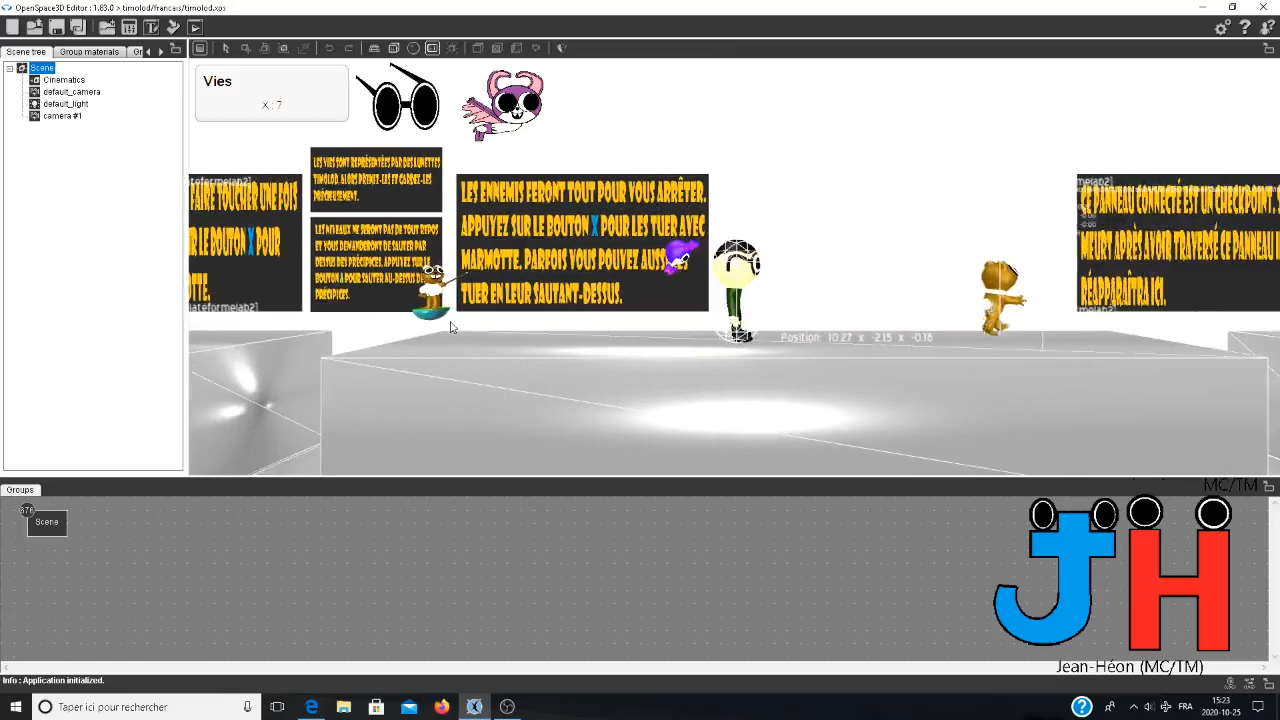 OpenSpace3D Editor : 1.83.0 > timolod/francais/timolod.xos
Scene tree
Group materials
Gr
Scene
Cinematics
default_camera
default_light
camera #1
Vies
X : 7
FAIRE TOUCHER UNE FOIS
R LE BOUTON X POUR
OTTE.
LES VIES SONT REPRÉSENTÉES PAR DES LUNETTES
TIMOLOD. ALORS PRENEZ-LES ET GARDEZ-LES
PRÉCIEUSEMENT.
LES NIVEAUX NE SERONT PAS DE TOUT REPOS
ET VOUS DEMANDERONT DE SAUTER PAR
DESSUS DES PRÉCIPICES. APPUYEZ SUR LE
BOUTON A POUR SAUTER AU-DESSUS DE
PRÉCIPICES.
LES ENNEMIS FERONT TOUT POUR VOUS ARRÊTER.
APPUYEZ SUR LE BOUTON X POUR LES TUER AVEC
MARMOTTE. PARFOIS VOUS POUVEZ AUSS
TUER EN LEUR SAUTANT-DESSUS.
CE PANNEAU CONNECTÉ EST UN CHECKPOINT. S
MEURT APRÈS AVOIR TRAVERSÉ CE PANNEAU
RÉAPPARAÎTRA ICI.
Position: 10.27 x -2.15 x -0.18
Groups
676
Scene
MC/TM
JH
Jean-Héon (MC/TM)
Info : Application initialized.
Taper ici pour rechercher
FRA
15:23
2020-10-25